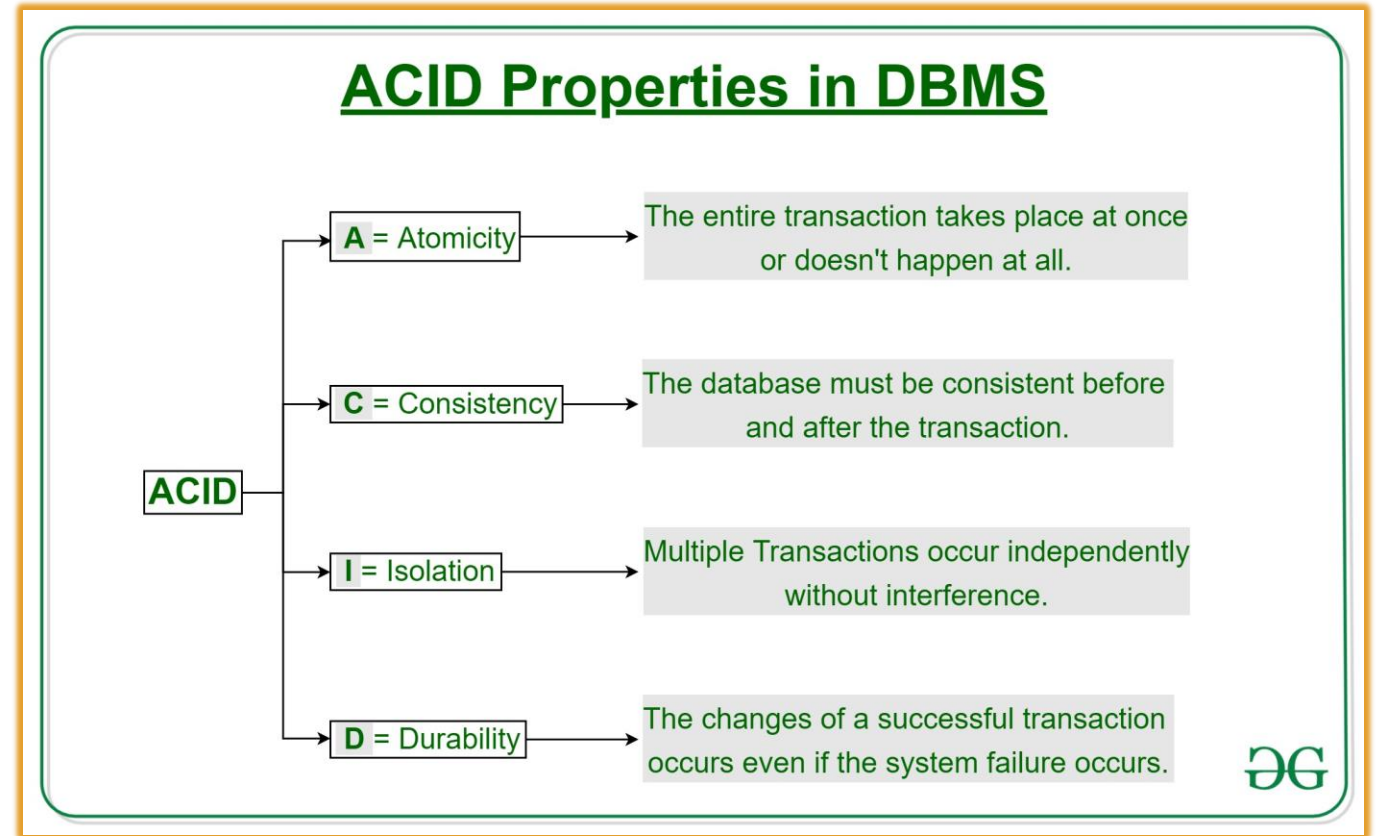 ACID Properties in DBMS
A = Atomicity
The entire transaction takes place at once
or doesn't happen at all.
C = Consistency
The database must be consistent before
and after the transaction.
ACID
I = Isolation
Multiple Transactions occur independently
without interference.
D = Durability
The changes of a successful transaction
occurs even if the system failure occurs.